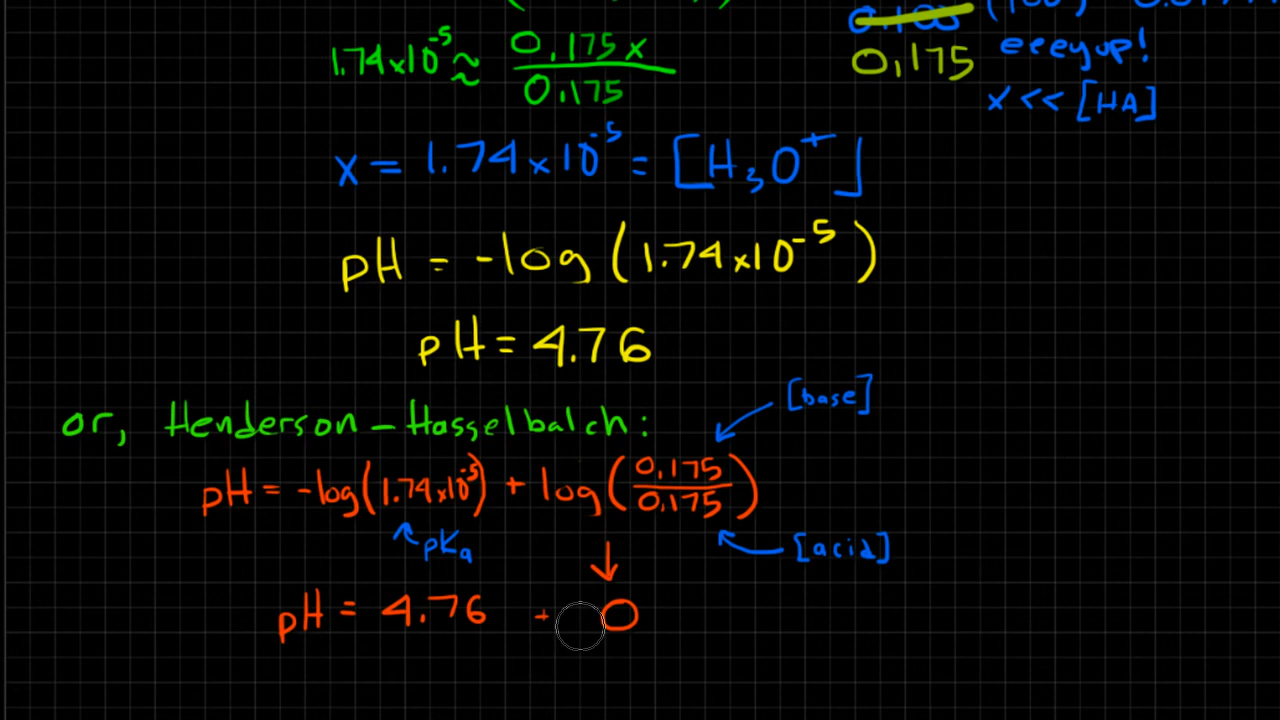 1.74x10⁻⁵ ≈ 0.175x / 0.175
0.175
eeeyup!
x << [HA]
x = 1.74x10⁻⁵ = [H₃O⁺]
pH = -log(1.74x10⁻⁵)
pH = 4.76
or, Henderson-Hasselbalch:
[base]
pH = -log(1.74x10⁻⁵) + log(0.175 / 0.175)
pKa
[acid]
pH = 4.76 + 0